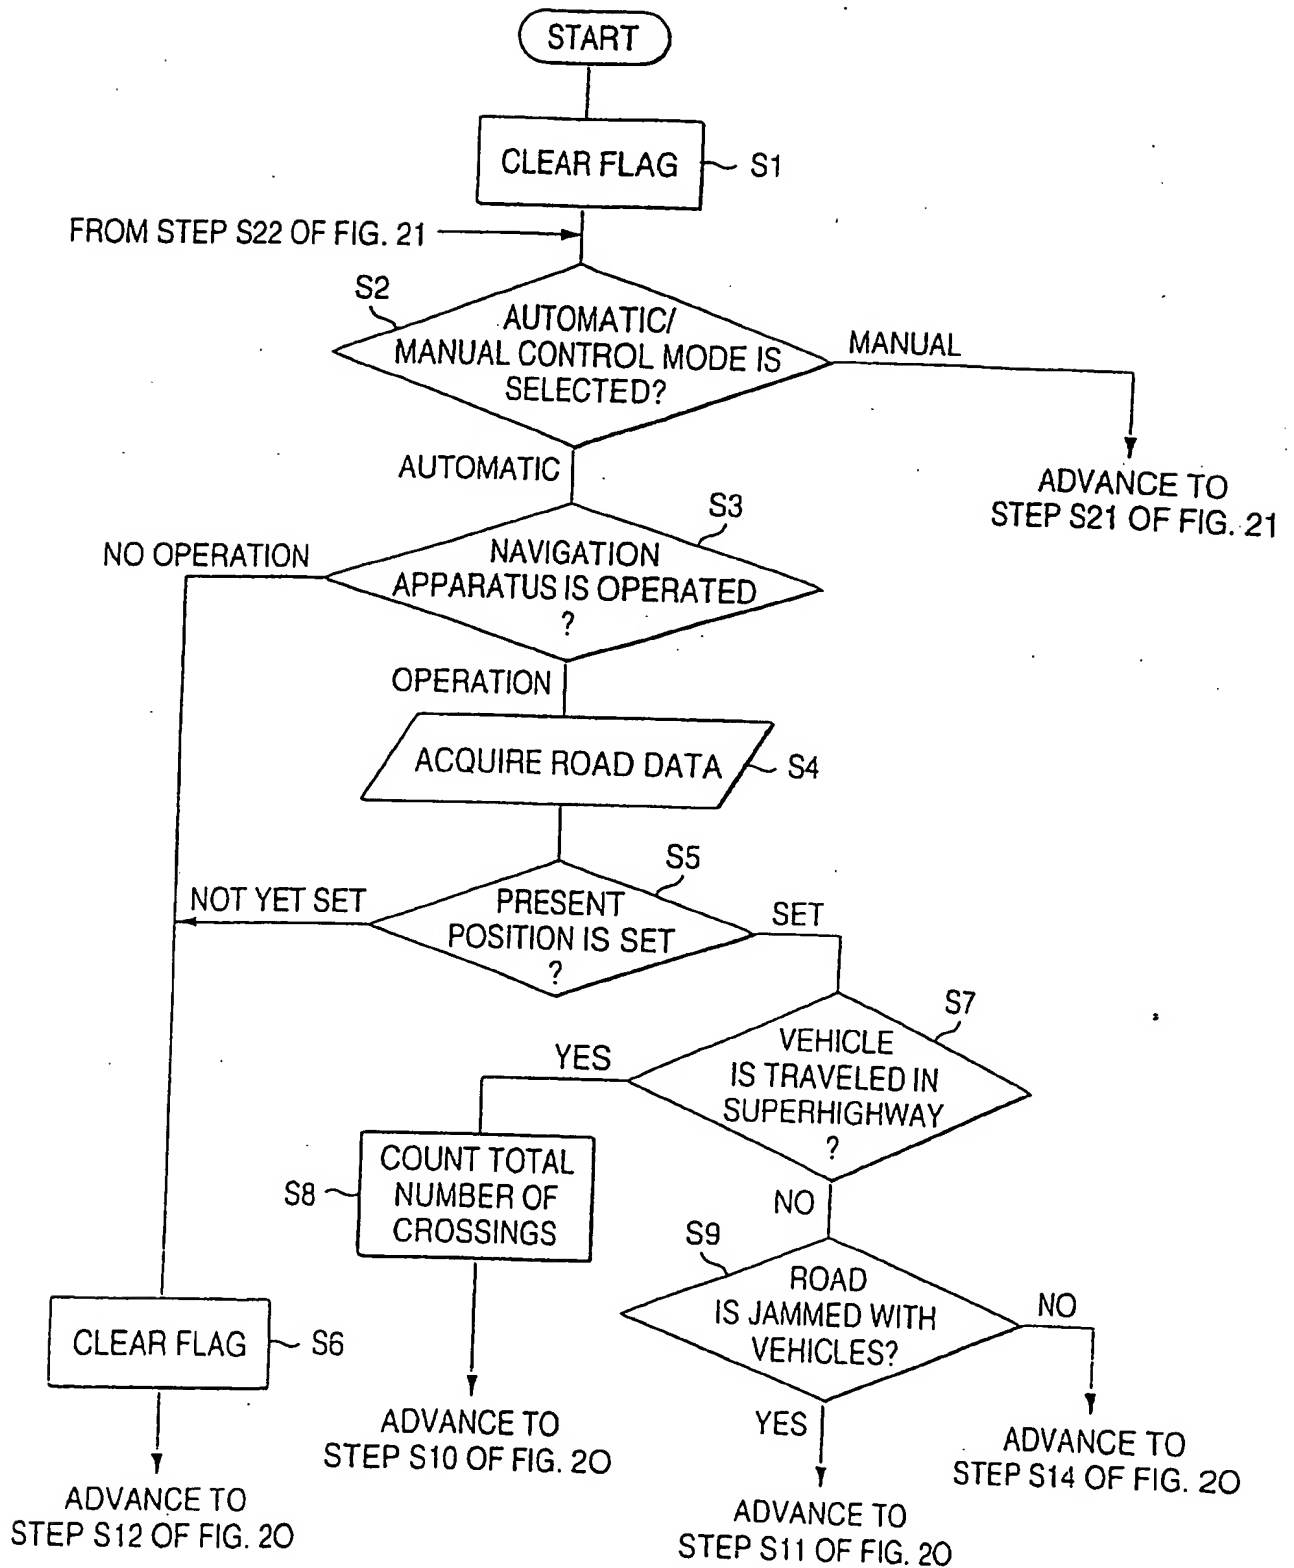 START
CLEAR FLAG
S1
FROM STEP S22 OF FIG. 21
S2
AUTOMATIC/
MANUAL CONTROL MODE IS
SELECTED?
MANUAL
ADVANCE TO
STEP S21 OF FIG. 21
AUTOMATIC
S3
NO OPERATION
NAVIGATION
APPARATUS IS OPERATED
?
OPERATION
ACQUIRE ROAD DATA
S4
S5
NOT YET SET
PRESENT
POSITION IS SET
?
SET
S7
YES
VEHICLE
IS TRAVELED IN
SUPERHIGHWAY
?
S8
COUNT TOTAL
NUMBER OF
CROSSINGS
NO
S9
ROAD
IS JAMMED WITH
VEHICLES?
NO
CLEAR FLAG
S6
YES
ADVANCE TO
STEP S10 OF FIG. 20
ADVANCE TO
STEP S14 OF FIG. 20
ADVANCE TO
STEP S12 OF FIG. 20
ADVANCE TO
STEP S11 OF FIG. 20